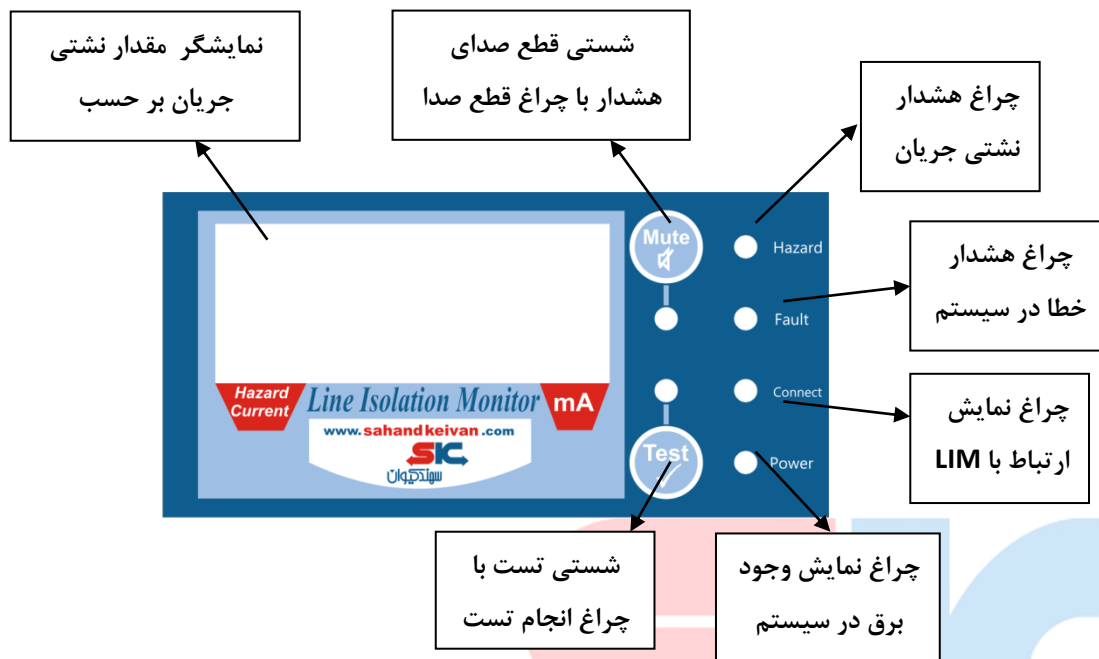 نمایشگر مقدار نشتی
جریان بر حسب
شستی قطع صدای
هشدار با چراغ قطع صدا
چراغ هشدار
نشتی جریان
چراغ هشدار
خطا در سیستم
چراغ نمایش
ارتباط با LIM
Mute
Hazard
Fault
Connect
Power
Test
Hazard
Current
Line Isolation Monitor
mA
www.sahandkeivan.com
SIC
سهندکیوان
شستی تست با
چراغ انجام تست
چراغ نمایش وجود
برق در سیستم